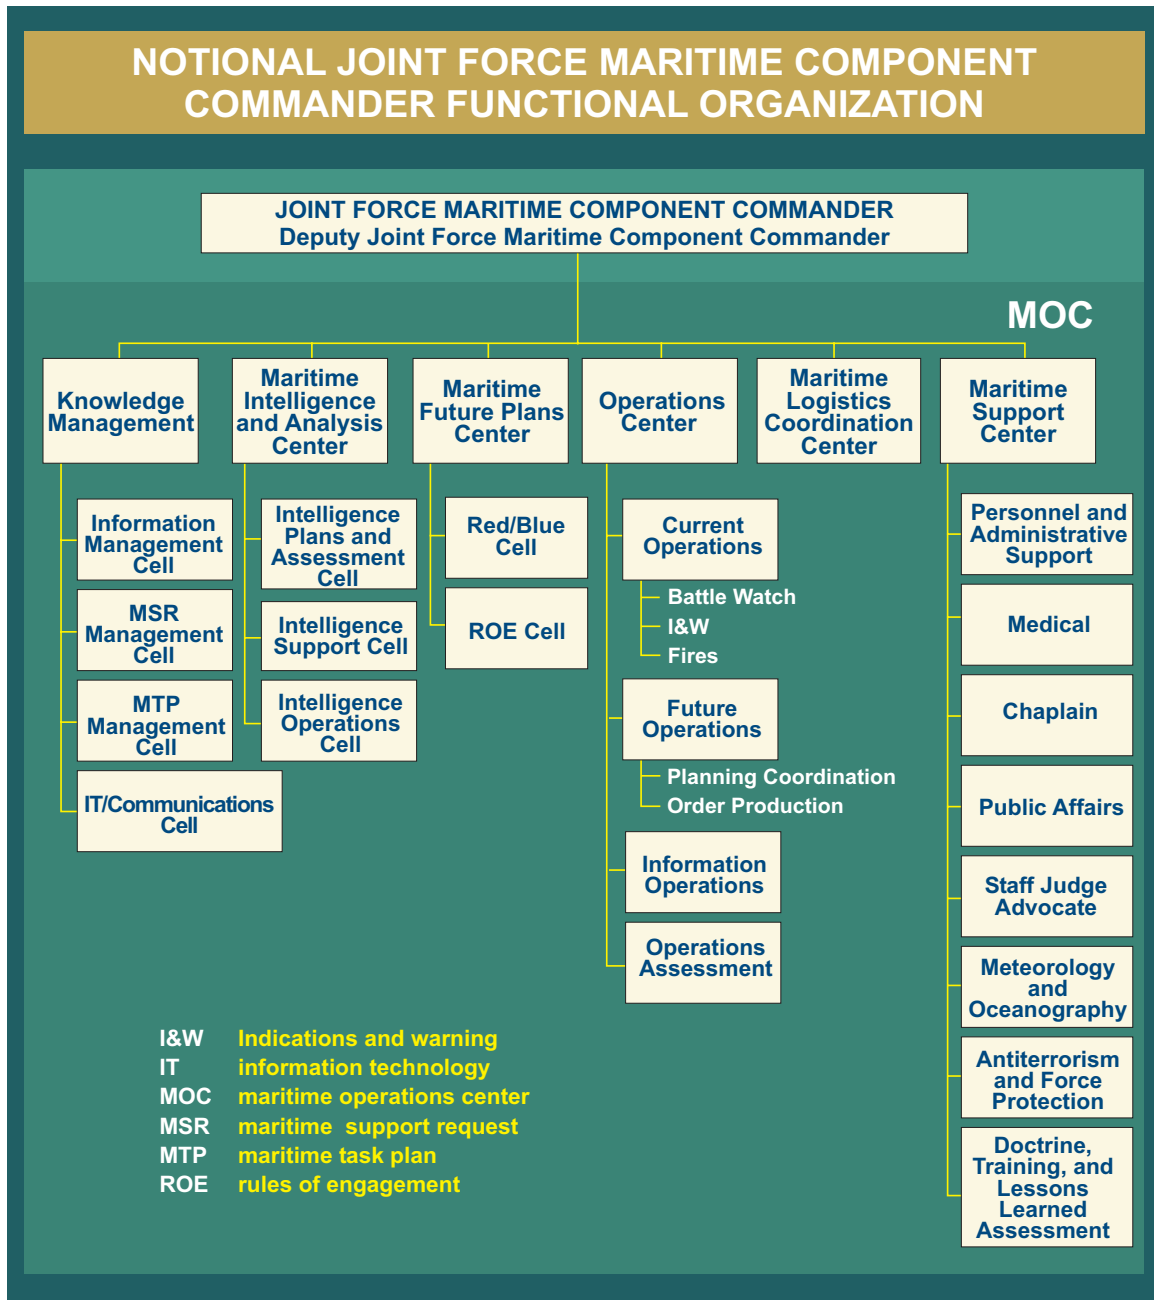 NOTIONAL JOINT FORCE MARITIME COMPONENT
COMMANDER FUNCTIONAL ORGANIZATION
JOINT FORCE MARITIME COMPONENT COMMANDER
Deputy Joint Force Maritime Component Commander
MOC
Knowledge
Management
Maritime
Intelligence
and Analysis
Center
Maritime
Future Plans
Center
Operations
Center
Maritime
Logistics
Coordination
Center
Maritime
Support
Center
Information
Management
Cell
MSR
Management
Cell
MTP
Management
Cell
IT/Communications
Cell
Intelligence
Plans and
Assessment
Cell
Intelligence
Support Cell
Intelligence
Operations
Cell
Red/Blue
Cell
ROE Cell
Current
Operations
Battle Watch
I&W
Fires
Future
Operations
Planning Coordination
Order Production
Information
Operations
Operations
Assessment
Personnel and
Administrative
Support
Medical
Chaplain
Public Affairs
Staff Judge
Advocate
Meteorology
and
Oceanography
Antiterrorism
and Force
Protection
Doctrine,
Training, and
Lessons
Learned
Assessment
I&W Indications and warning
IT information technology
MOC maritime operations center
MSR maritime support request
MTP maritime task plan
ROE rules of engagement